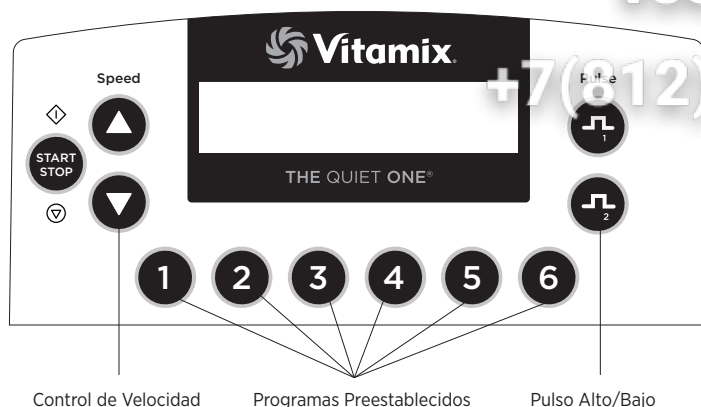 Vitamix.
+7(812)
Speed
Pulse
START
STOP
1
THE QUIET ONE®
2
1 2 3 4 5 6
Control de Velocidad
Programas Preestablecidos
Pulso Alto/Bajo